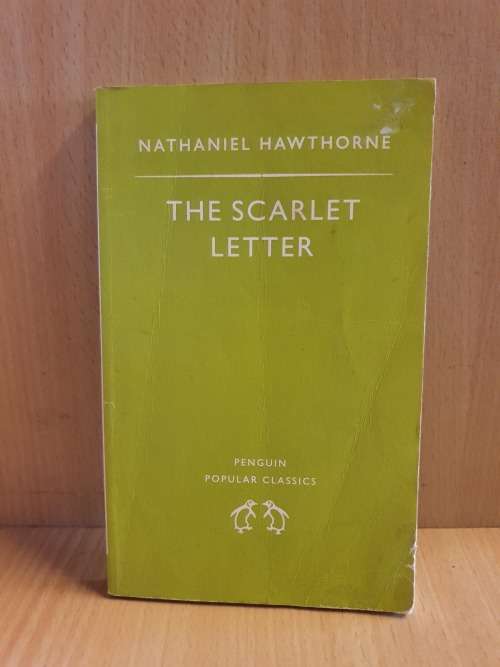 NATHANIEL HAWTHORNE
THE SCARLET
LETTER
PENGUIN
POPULAR CLASSICS